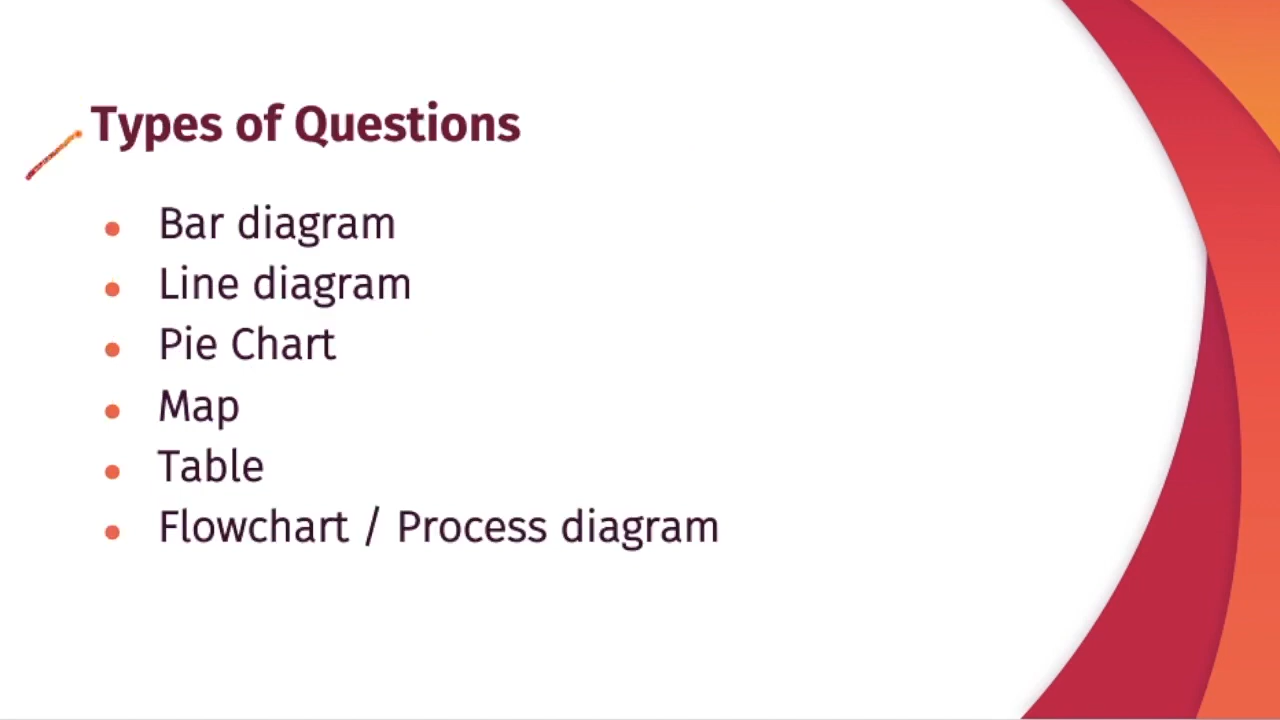 Types of Questions
• Bar diagram
• Line diagram
• Pie Chart
• Map
• Table
• Flowchart / Process diagram